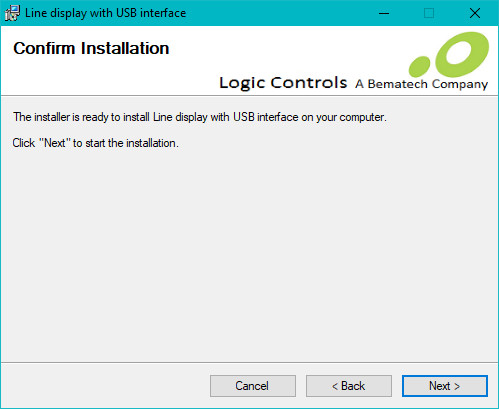 Line display with USB interface
Confirm Installation
Logic Controls A Bematech Company
The installer is ready to install Line display with USB interface on your computer.
Click "Next" to start the installation.
Cancel
< Back
Next >